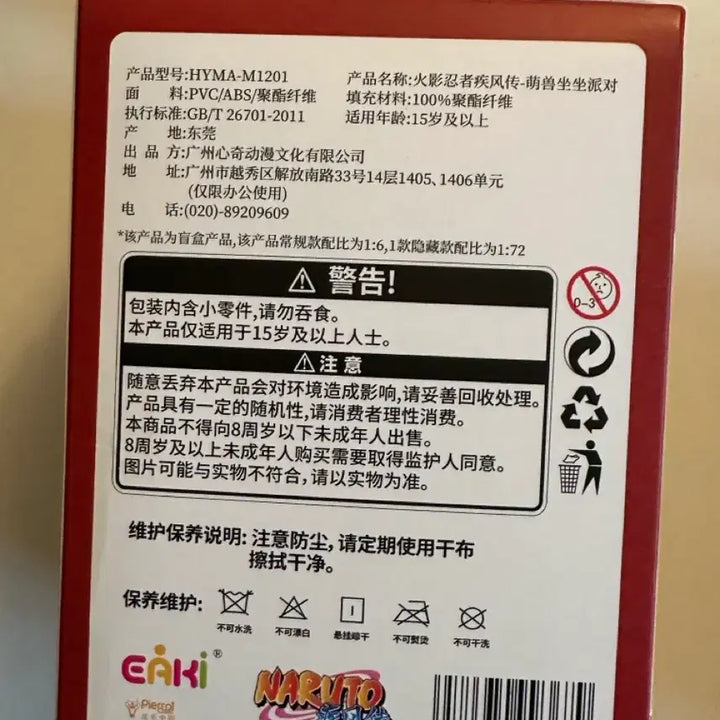 产品型号:HYMA-M1201 产品名称:火影忍者疾风传-萌兽坐坐派对
面 料:PVC/ABS/聚酯纤维 填充材料:100%聚酯纤维
执行标准:GB/T 26701-2011 适用年龄:15岁及以上
产 地:东莞
出品方:广州心奇动漫文化有限公司
地 址:广州市越秀区解放南路33号14层1405、1406单元
(仅限办公使用)
电 话:(020)-89209609
*该产品为盲盒产品,该产品常规款配比为1:6,1款隐藏款配比为1:72
警告!
包装内含小零件,请勿吞食。
本产品仅适用于15岁及以上人士。
注 意
随意丢弃本产品会对环境造成影响,请妥善回收处理。
产品具有一定的随机性,请消费者理性消费。
本商品不得向8周岁以下未成年人出售。
8周岁及以上未成年人购买需要取得监护人同意。
图片可能与实物不符合,请以实物为准。
0-3
维护保养说明: 注意防尘, 请定期使用干布
擦拭干净。
保养维护:
不可水洗 不可漂白 悬挂晾干 不可熨烫 不可干洗
EAKI®
Pierrot
NARUTO